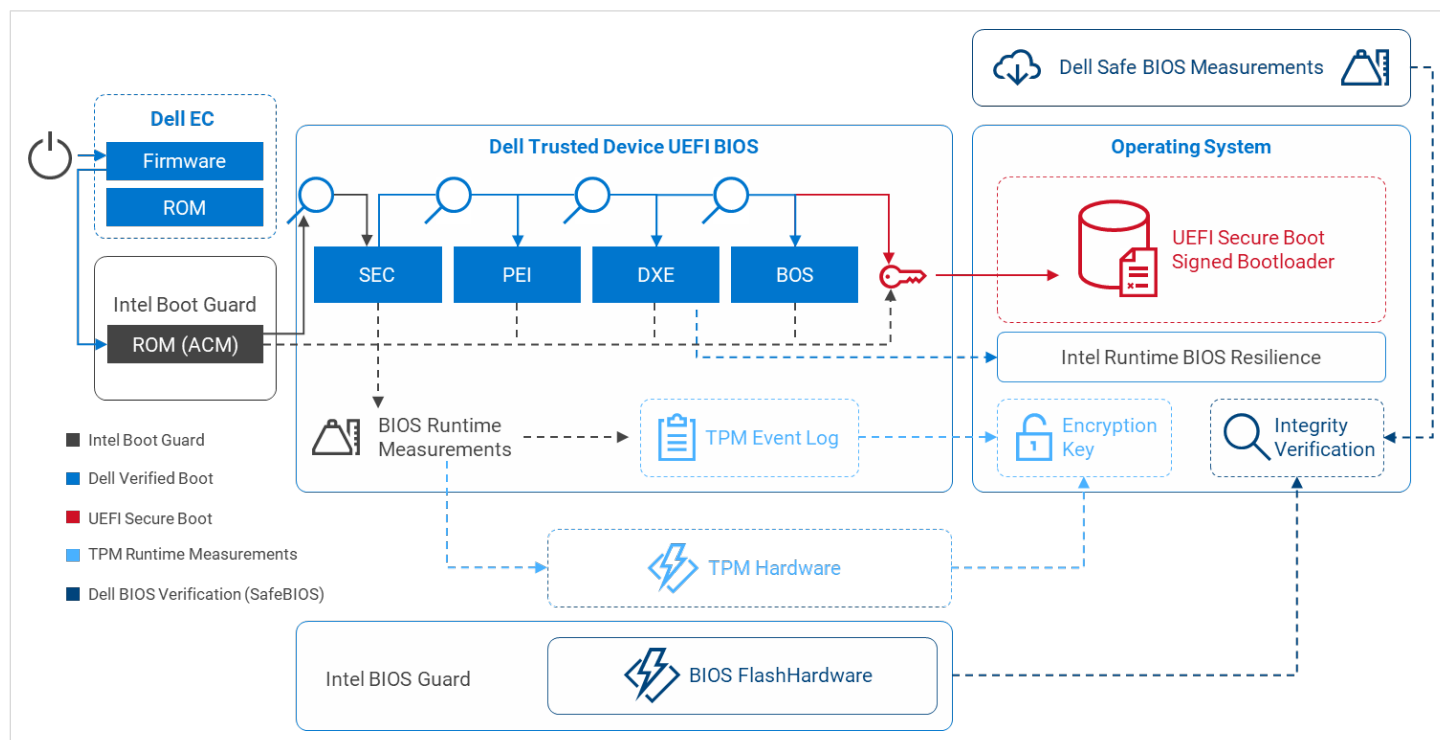 Dell Safe BIOS Measurements
Dell EC
Firmware
ROM
Intel Boot Guard
ROM (ACM)
Dell Trusted Device UEFI BIOS
SEC
PEI
DXE
BOS
BIOS Runtime
Measurements
TPM Event Log
Operating System
UEFI Secure Boot
Signed Bootloader
Intel Runtime BIOS Resilience
Encryption
Key
1
Integrity
Verification
Intel Boot Guard
Dell Verified Boot
UEFI Secure Boot
TPM Runtime Measurements
Dell BIOS Verification (SafeBIOS)
TPM Hardware
Intel BIOS Guard
BIOS FlashHardware